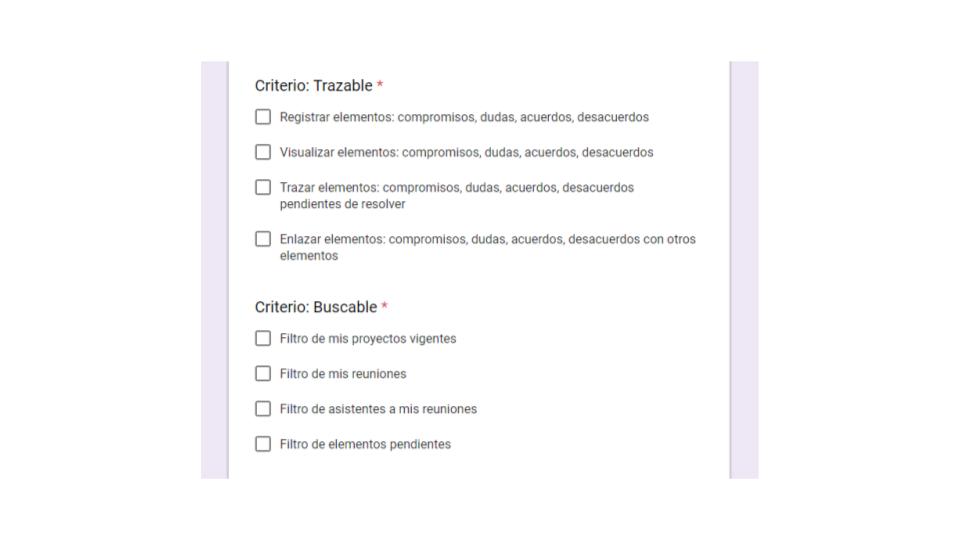 Criterio: Trazable *
Registrar elementos: compromisos, dudas, acuerdos, desacuerdos
Visualizar elementos: compromisos, dudas, acuerdos, desacuerdos
Trazar elementos: compromisos, dudas, acuerdos, desacuerdos
pendientes de resolver
Enlazar elementos: compromisos, dudas, acuerdos, desacuerdos con otros
elementos
Criterio: Buscable *
Filtro de mis proyectos vigentes
Filtro de mis reuniones
Filtro de asistentes a mis reuniones
Filtro de elementos pendientes